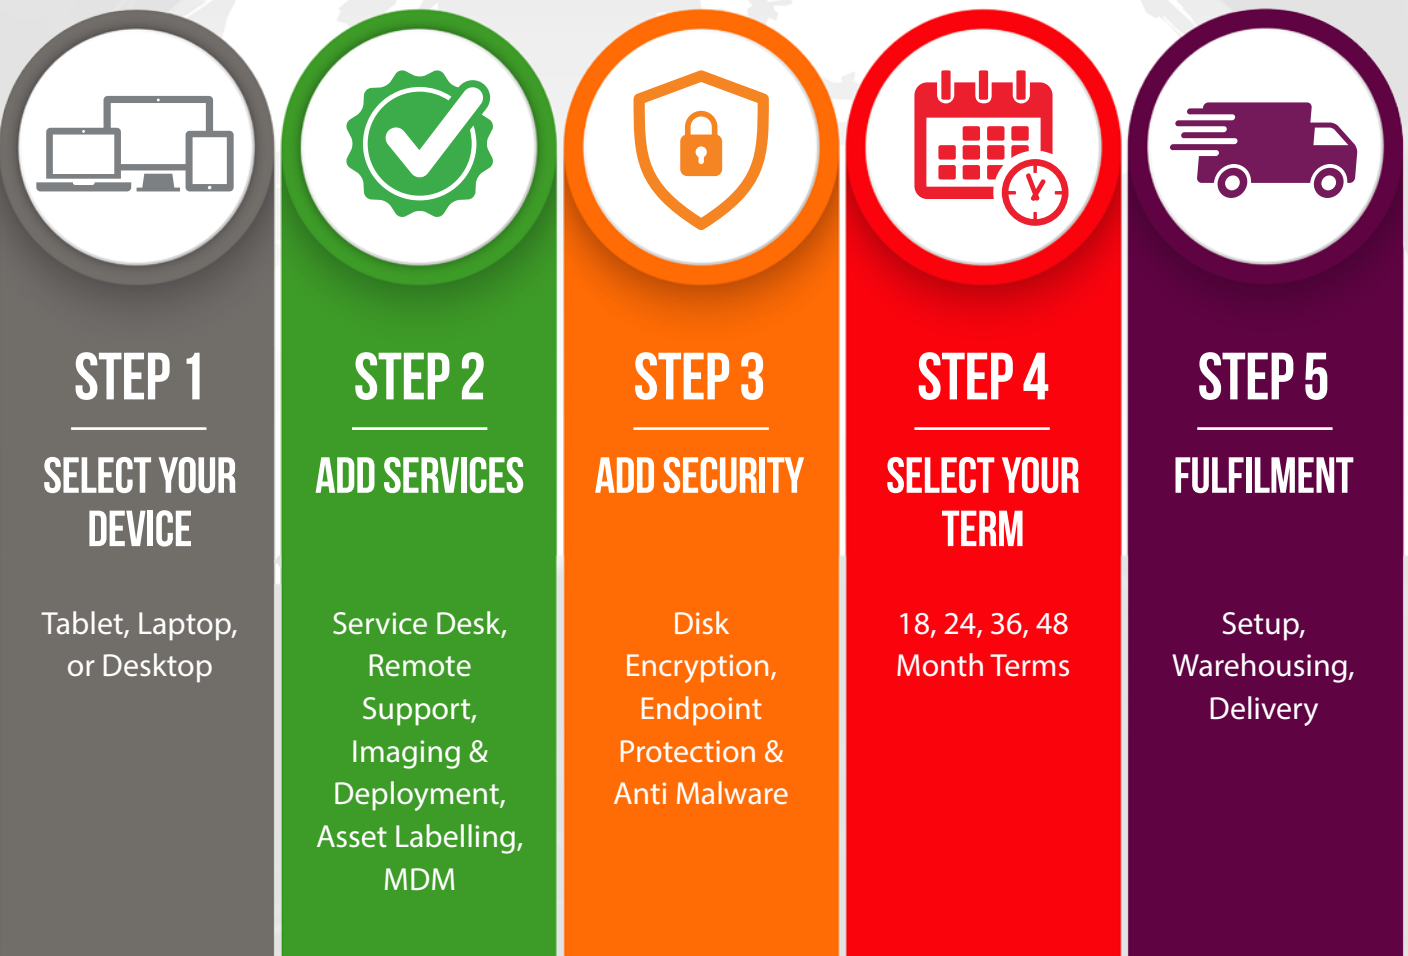 STEP 1
SELECT YOUR
DEVICE
Tablet, Laptop,
or Desktop
STEP 2
ADD SERVICES
Service Desk,
Remote
Support,
Imaging &
Deployment,
Asset Labelling,
MDM
STEP 3
ADD SECURITY
Disk
Encryption,
Endpoint
Protection &
Anti Malware
STEP 4
SELECT YOUR
TERM
18, 24, 36, 48
Month Terms
STEP 5
FULFILMENT
Setup,
Warehousing,
Delivery